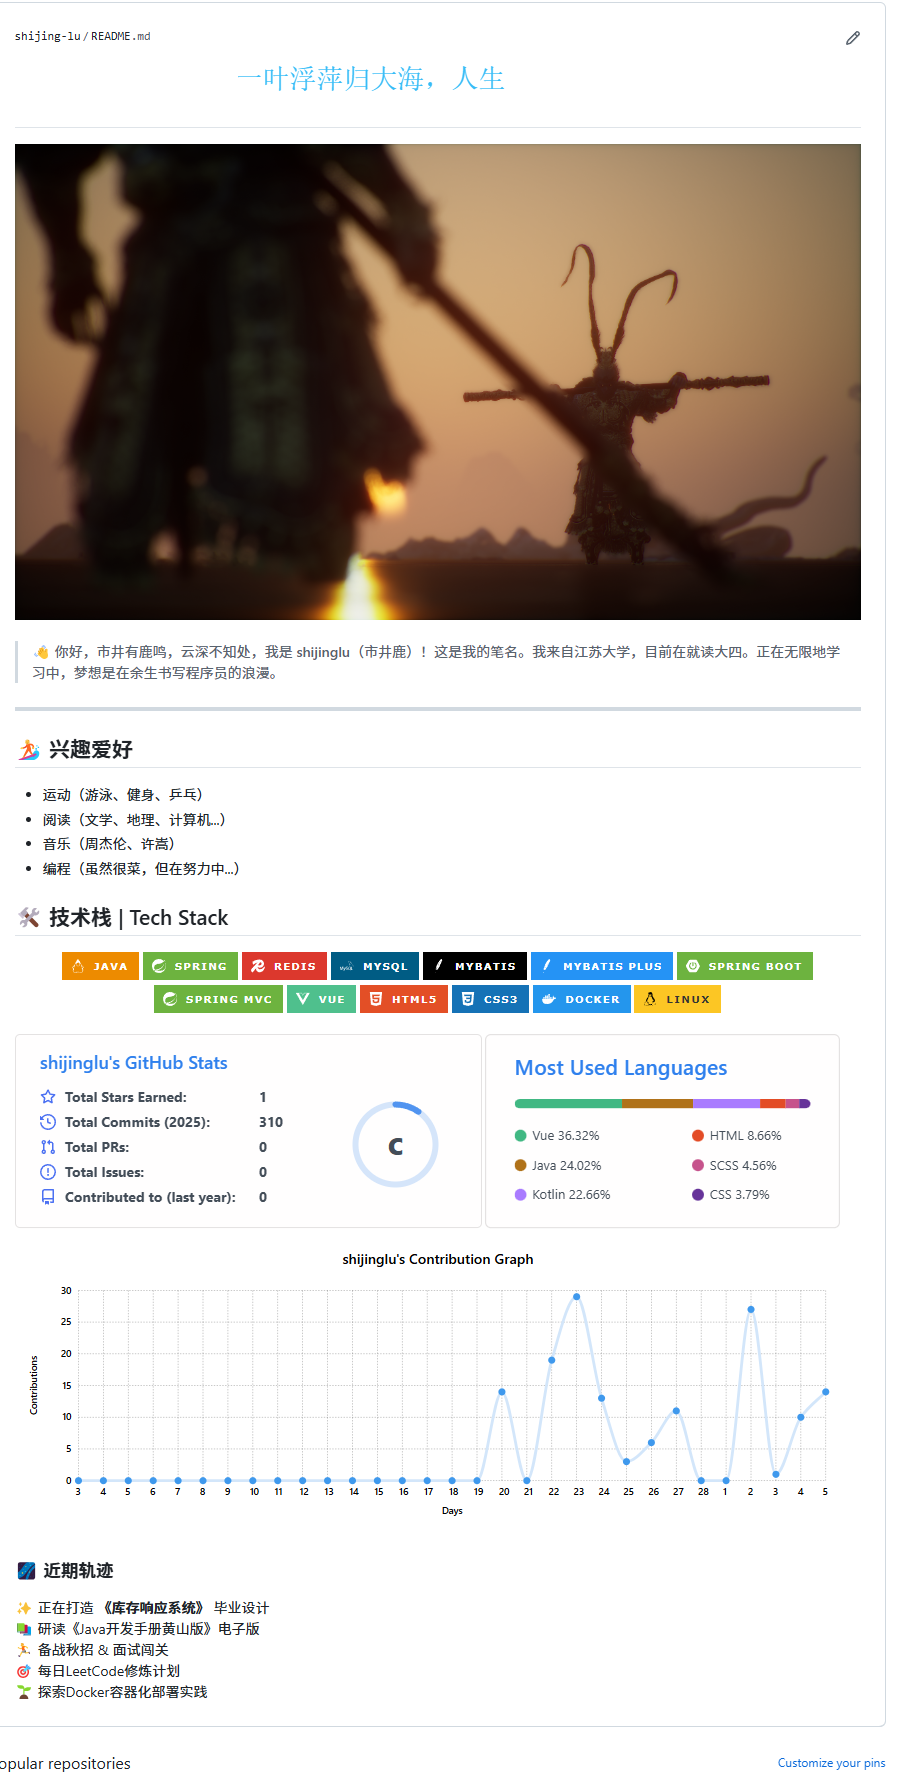 shijing-lu / README.md
一叶浮萍归大海，人生
👋 你好，市井有鹿鸣，云深不知处，我是 shijinglu（市井鹿）！这是我的笔名。我来自江苏大学，目前在就读大四。正在无限地学
习中，梦想是在余生书写程序员的浪漫。
🏄 兴趣爱好
• 运动（游泳、健身、乒乓）
• 阅读（文学、地理、计算机...）
• 音乐（周杰伦、许嵩）
• 编程（虽然很菜，但在努力中...）
🛠️ 技术栈 | Tech Stack
JAVA SPRING REDIS MYSQL MYBATIS MYBATIS PLUS SPRING BOOT
SPRING MVC VUE HTML5 CSS3 DOCKER LINUX
shijinglu's GitHub Stats
Total Stars Earned: 1
Total Commits (2025): 310
Total PRs: 0
Total Issues: 0
Contributed to (last year): 0
C
Most Used Languages
Vue 36.32% HTML 8.66%
Java 24.02% SCSS 4.56%
Kotlin 22.66% CSS 3.79%
shijinglu's Contribution Graph
30
25
20
15
10
5
0
Contributions
3 4 5 6 7 8 9 10 11 12 13 14 15 16 17 18 19 20 21 22 23 24 25 26 27 28 1 2 3 4 5
Days
🌌 近期轨迹
✨ 正在打造 《库存响应系统》 毕业设计
📚 研读《Java开发手册黄山版》电子版
🏃 备战秋招 & 面试闯关
🎯 每日LeetCode修炼计划
🌱 探索Docker容器化部署实践
opular repositories
Customize your pins